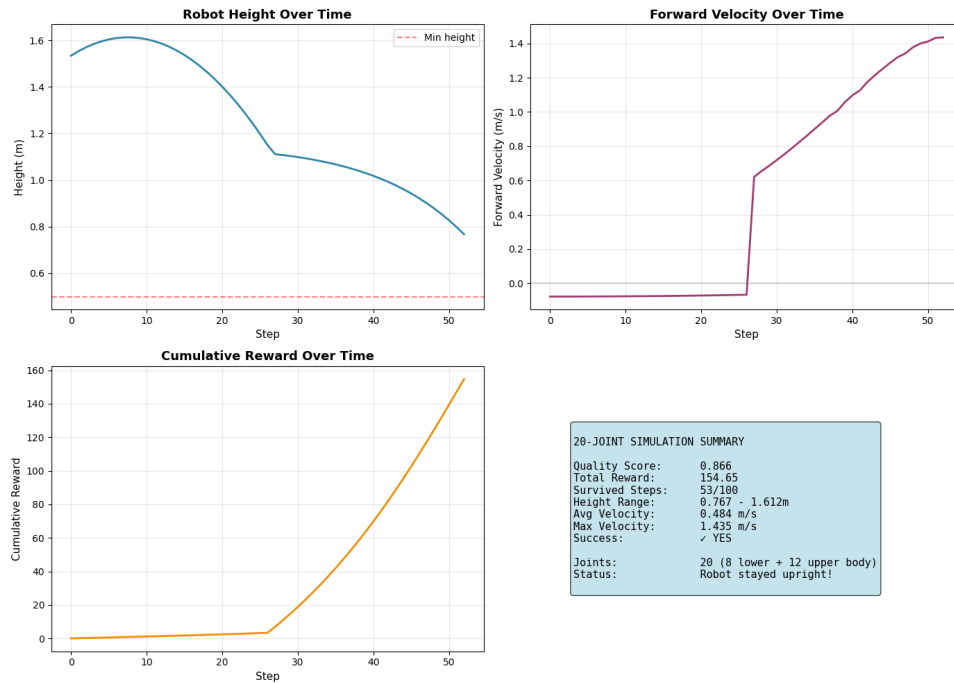 Robot Height Over Time
Min height
1.6
1.4
1.2
1.0
0.8
0.6
Height (m)
0
10
20
30
40
50
Step
Forward Velocity Over Time
1.4
1.2
1.0
0.8
0.6
0.4
0.2
0.0
Forward Velocity (m/s)
0
10
20
30
40
50
Step
Cumulative Reward Over Time
160
140
120
100
80
60
40
20
0
Cumulative Reward
0
10
20
30
40
50
Step
20-JOINT SIMULATION SUMMARY
Quality Score: 0.866
Total Reward: 154.65
Survived Steps: 53/100
Height Range: 0.767 - 1.612m
Avg Velocity: 0.484 m/s
Max Velocity: 1.435 m/s
Success: ✓ YES
Joints: 20 (8 lower + 12 upper body)
Status: Robot stayed upright!